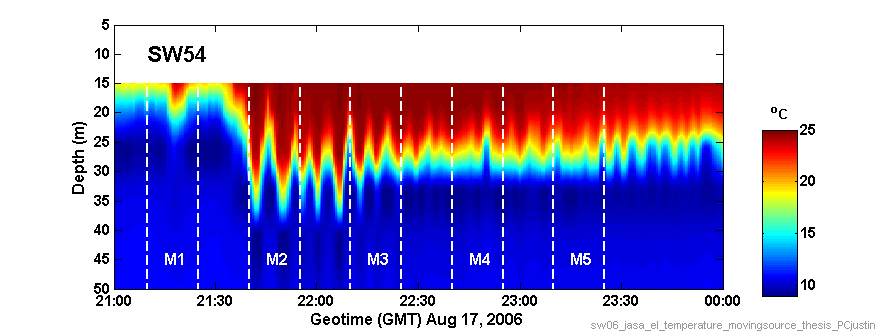 5
10
15
20
25
30
35
40
45
50
Depth (m)
SW54
M1 M2 M3 M4 M5
21:00 21:30 22:00 22:30 23:00 23:30 00:00
Geotime (GMT) Aug 17, 2006
ºC
25
20
15
10
sw06_jasa_el_temperature_movingsource_thesis_PCjustin